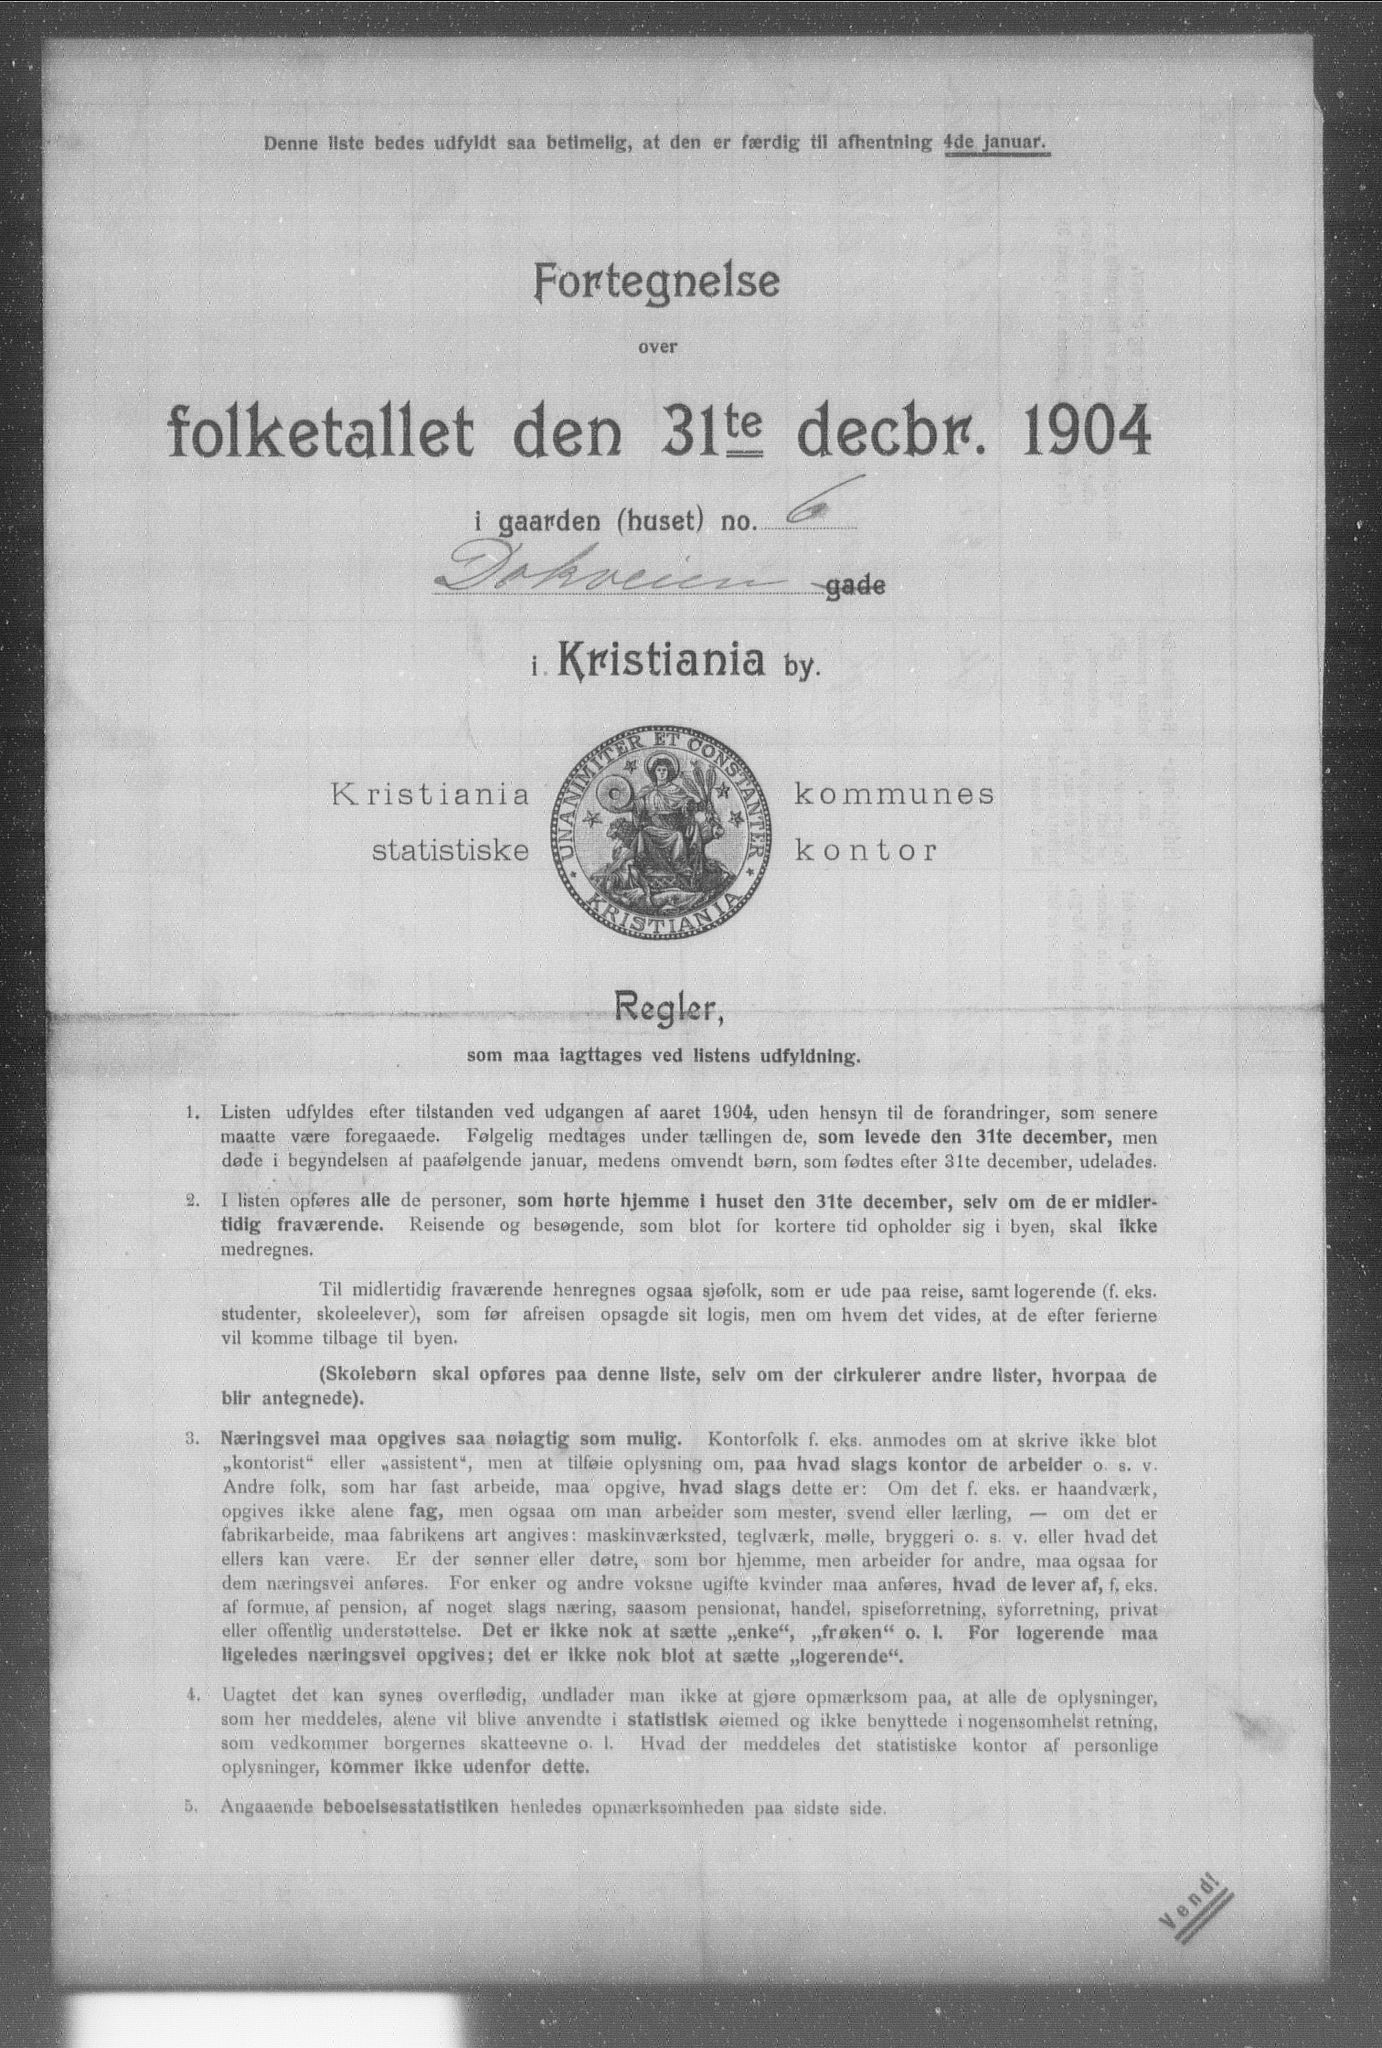 Denne liste bedes udfyldt saa betimelig, at den er færdig til afhentning 4de januar.
Fortegnelse
over
folketallet den 31te decbr. 1904
i gaarden (huset) no. 6
Dokveien gade
i Kristiania by.
Kristiania kommunes
statistiske kontor
UNANIMITER ET CONSTANTER
KRISTIANIA
Regler,
som maa iagttages ved listens udfyldning.
1. Listen udfyldes efter tilstanden ved udgangen af aaret 1904, uden hensyn til de forandringer, som senere
maatte være foregaaede. Følgelig medtages under tællingen de, som levede den 31te december, men
døde i begyndelsen af paafølgende januar, medens omvendt børn, som fødtes efter 31te december, udelades.
2. I listen opføres alle de personer, som hørte hjemme i huset den 31te december, selv om de er midler-
tidig fraværende. Reisende og besøgende, som blot for kortere tid opholder sig i byen, skal ikke
medregnes.
Til midlertidig fraværende henregnes ogsaa sjøfolk, som er ude paa reise, samt logerende (f. eks.
studenter, skoleelever), som før afreisen opsagde sit logis, men om hvem det vides, at de efter ferierne
vil komme tilbage til byen.
(Skolebørn skal opføres paa denne liste, selv om der cirkulerer andre lister, hvorpaa de
blir antegnede).
3. Næringsvei maa opgives saa nøiagtig som mulig. Kontorfolk f. eks. anmodes om at skrive ikke blot
„kontorist“ eller „assistent“, men at tilføie oplysning om, paa hvad slags kontor de arbeider o. s. v.
Andre folk, som har fast arbeide, maa opgive, hvad slags dette er: Om det f. eks. er haandværk,
opgives ikke alene fag, men ogsaa om man arbeider som mester, svend eller lærling, — om det er
fabrikarbeide, maa fabrikens art angives: maskinværksted, teglværk, mølle, bryggeri o. s. v. eller hvad det
ellers kan være. Er der sønner eller døtre, som bor hjemme, men arbeider for andre, maa ogsaa for
dem næringsvei anføres. For enker og andre voksne ugifte kvinder maa anføres, hvad de lever af, f. eks.
af formue, af pension, af noget slags næring, saasom pensionat, handel, spiseforretning, syforretning, privat
eller offentlig understøttelse. Det er ikke nok at sætte „enke“, „frøken“ o. l. For logerende maa
ligeledes næringsvei opgives; det er ikke nok blot at sætte „logerende“.
4. Uagtet det kan synes overflødig, undlader man ikke at gjøre opmærksom paa, at alle de oplysninger,
som her meddeles, alene vil blive anvendte i statistisk øiemed og ikke benyttede i nogensomhelst retning,
som vedkommer borgernes skatteevne o. l. Hvad der meddeles det statistiske kontor af personlige
oplysninger, kommer ikke udenfor dette.
5. Angaaende beboelsesstatistiken henledes opmærksomheden paa sidste side.
Vend!